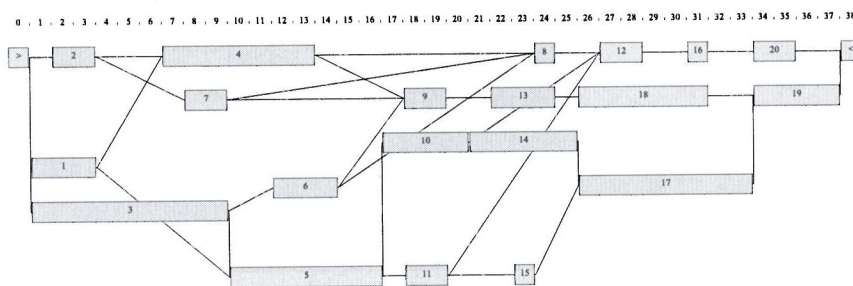 0 . 1 . 2 . 3 . 4 . 5 . 6 . 7 . 8 . 9 . 10 . 11 . 12 . 13 . 14 . 15 . 16 . 17 . 18 . 19 . 20 . 21 . 22 . 23 . 24 . 25 . 26 . 27 . 28 . 29 . 30 . 31 . 32 . 33 . 34 . 35 . 36 . 37 . 38
> 2 4 8 12 16 20 <
7 9 13 18 19
10 14
1
6 17
3
5 11 15